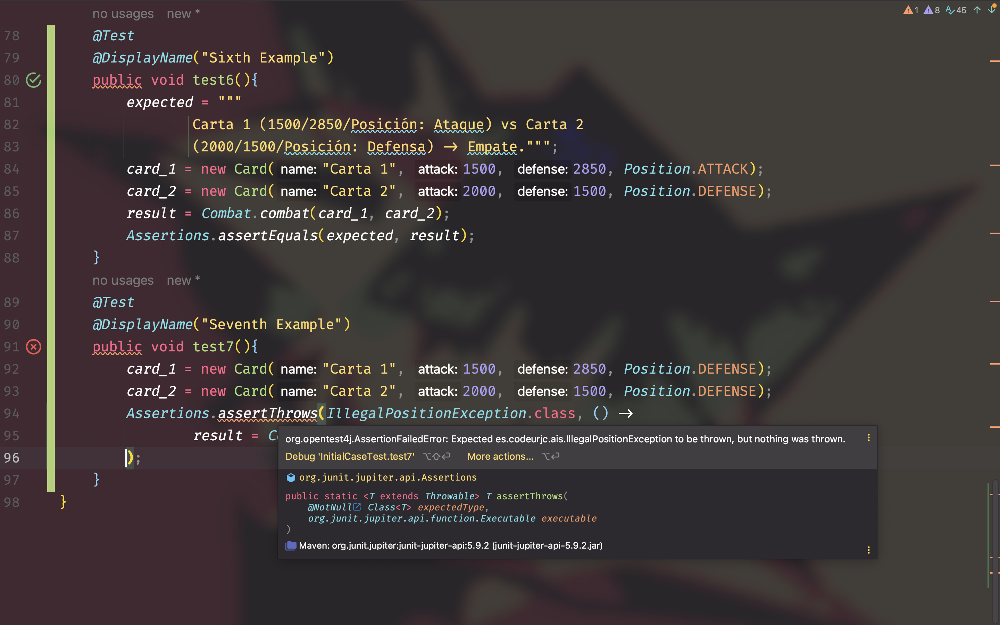 no usages new *
1 8 45
78 @Test
79 @DisplayName("Sixth Example")
80 public void test6(){
81 expected = """
82 Carta 1 (1500/2850/Posición: Ataque) vs Carta 2
83 (2000/1500/Posición: Defensa) → Empate.""";
84 card_1 = new Card( name: "Carta 1", attack: 1500, defense: 2850, Position.ATTACK);
85 card_2 = new Card( name: "Carta 2", attack: 2000, defense: 1500, Position.DEFENSE);
86 result = Combat.combat(card_1, card_2);
87 Assertions.assertEquals(expected, result);
88 }
no usages new *
89 @Test
90 @DisplayName("Seventh Example")
91 public void test7(){
92 card_1 = new Card( name: "Carta 1", attack: 1500, defense: 2850, Position.DEFENSE);
93 card_2 = new Card( name: "Carta 2", attack: 2000, defense: 1500, Position.DEFENSE);
94 Assertions.assertThrows(IllegalPositionException.class, () →
95 result = C
96 );
97 }
98 }
org.opentest4j.AssertionFailedError: Expected es.codeurjc.ais.IllegalPositionException to be thrown, but nothing was thrown.
Debug 'InitialCaseTest.test7' ⌥⇧⏎ More actions... ⌥⏎
org.junit.jupiter.api.Assertions
public static <T extends Throwable> T assertThrows(
@NotNull Class<T> expectedType,
org.junit.jupiter.api.function.Executable executable
)
Maven: org.junit.jupiter:junit-jupiter-api:5.9.2 (junit-jupiter-api-5.9.2.jar)